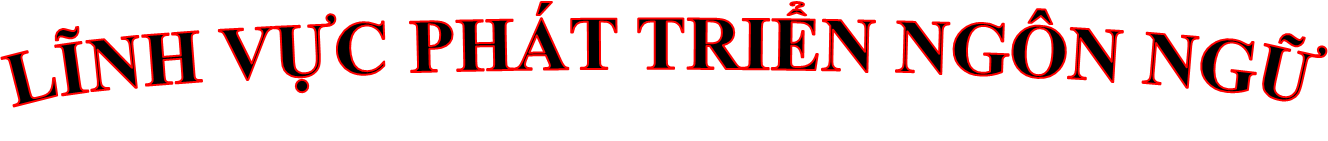 LĨNH VỰC PHÁT TRIỂN NGÔN NGỮ